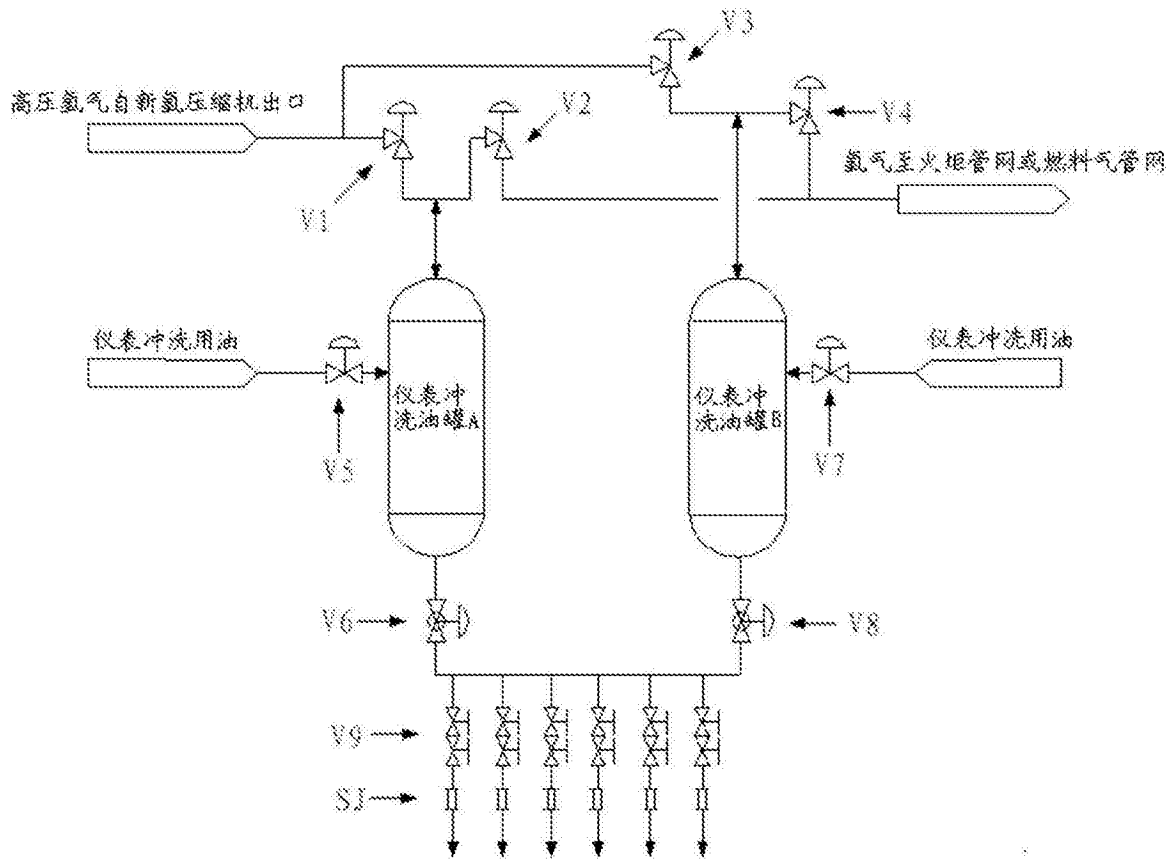 V3
高压氢气自新氢压缩机出口
V2
V4
氢气至火炬管网或燃料气管网
V1
仪表冲洗用油
仪表冲洗用油
仪表冲
洗油罐A
仪表冲
洗油罐B
V5
V7
V6
V8
V9
SJ